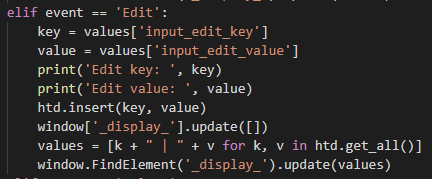 elif event == 'Edit':
    key = values['input_edit_key']
    value = values['input_edit_value']
    print('Edit key: ', key)
    print('Edit value: ', value)
    htd.insert(key, value)
    window['_display_'].update([])
    values = [k + " | " + v for k, v in htd.get_all()]
    window.FindElement('_display_').update(values)